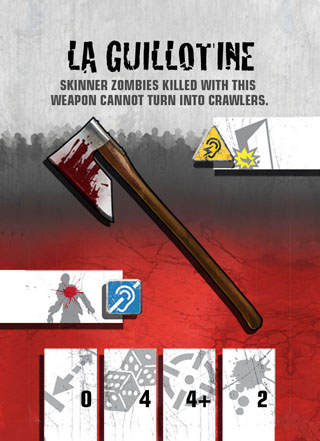 LA GUILLOTINE
SKINNER ZOMBIES KILLED WITH THIS
WEAPON CANNOT TURN INTO CRAWLERS.
0 4 4+ 2